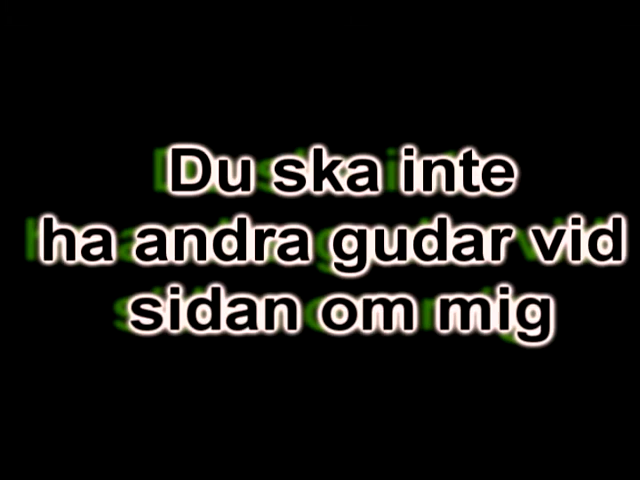 Du ska inte
ha andra gudar vid
sidan om mig